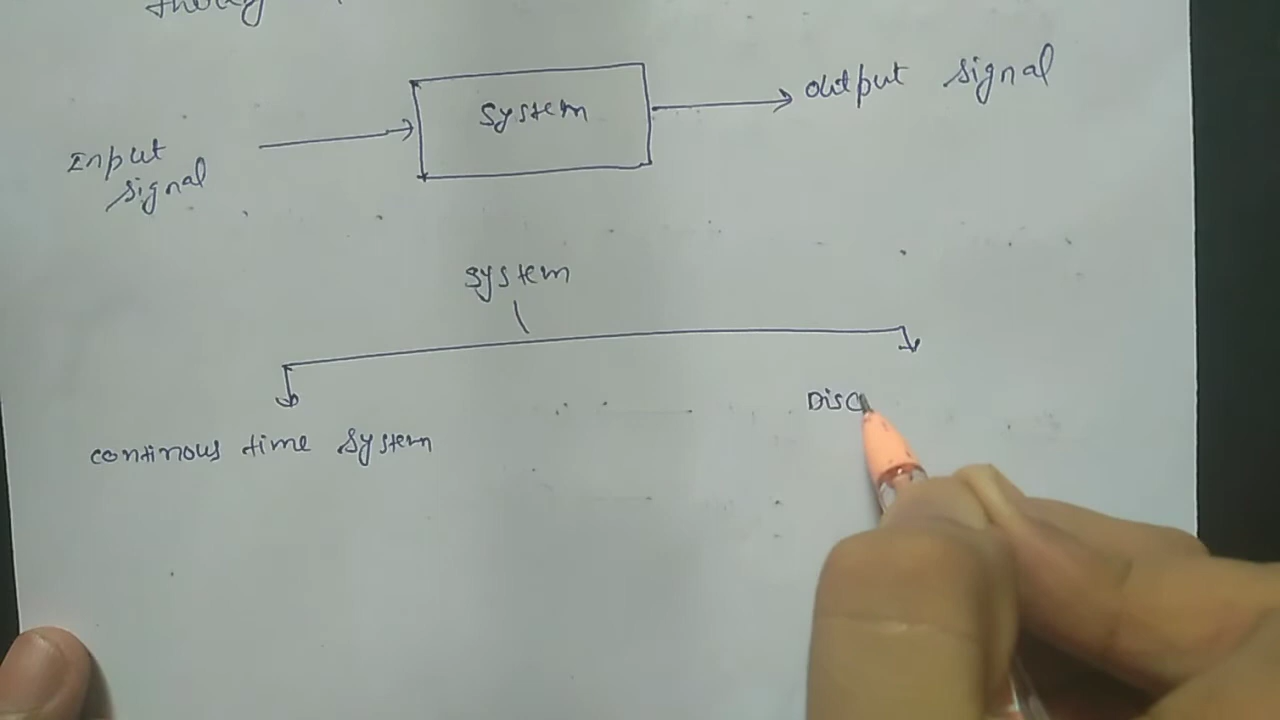 system
output signal
Input
signal
system
continous time system
Disc